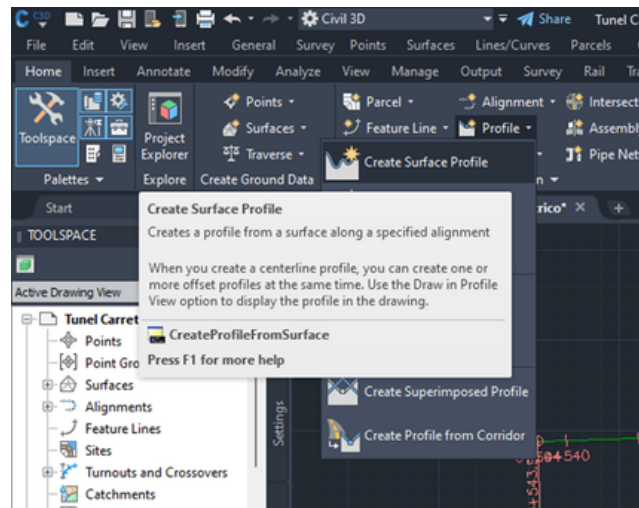 Civil 3D
Share
Tunel C
File Edit View Insert General Survey Points Surfaces Lines/Curves Parcels
Home Insert Annotate Modify Analyze View Manage Output Survey Rail Tra
Toolspace
Project
Explorer
Points
Surfaces
Traverse
Parcel
Feature Line
Alignment
Profile
Intersect
Assembl
Pipe Net
Palettes Explore Create Ground Data
Create Surface Profile
Start
trico*
TOOLSPACE
Active Drawing View
Create Surface Profile
Creates a profile from a surface along a specified alignment
When you create a centerline profile, you can create one or
more offset profiles at the same time. Use the Draw in Profile
View option to display the profile in the drawing.
CreateProfileFromSurface
Press F1 for more help
Tunel Carret
Points
Point Gro
Surfaces
Alignments
Feature Lines
Sites
Turnouts and Crossovers
Catchments
Settings
Create Superimposed Profile
Create Profile from Corridor